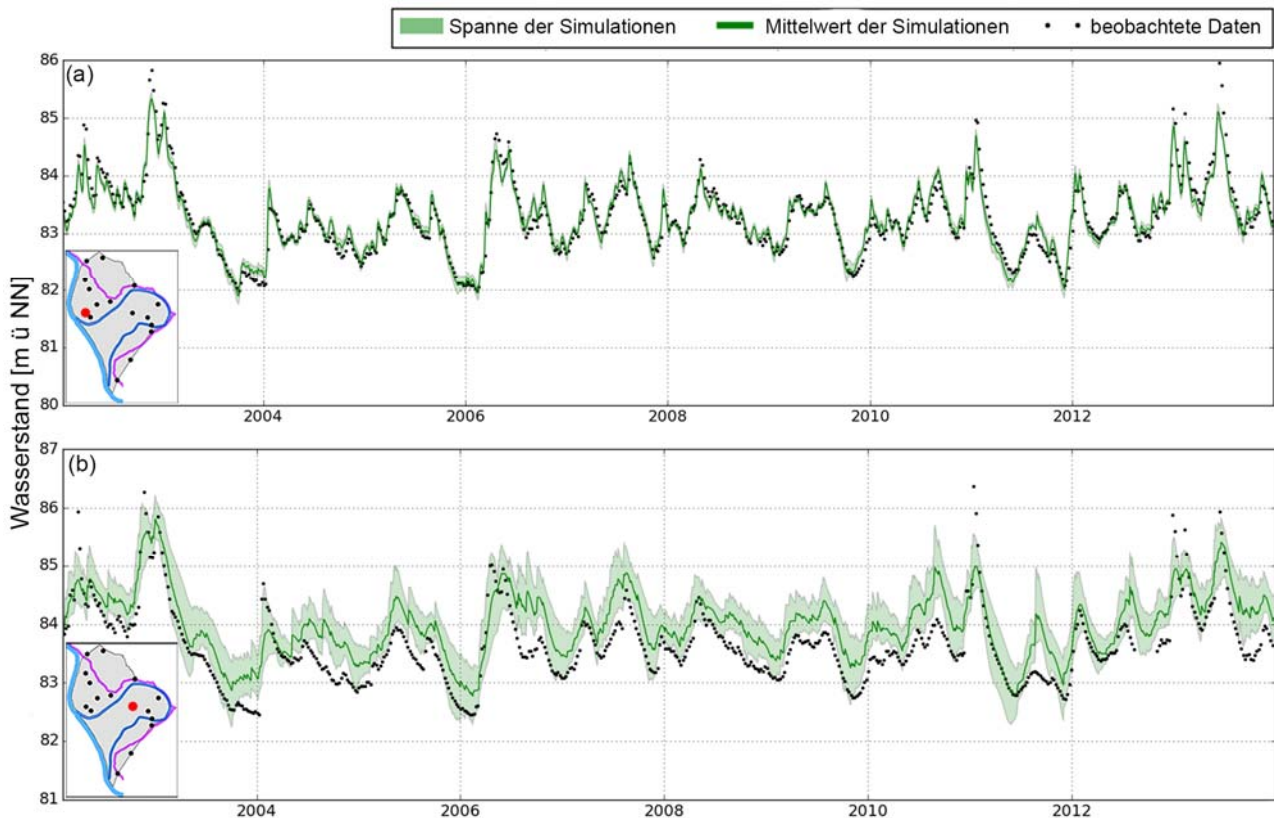 Spanne der Simulationen Mittelwert der Simulationen beobachtete Daten
(a)
86
85
84
83
82
81
80
2004 2006 2008 2010 2012
Wasserstand [m ü NN]
(b)
87
86
85
84
83
82
81
2004 2006 2008 2010 2012